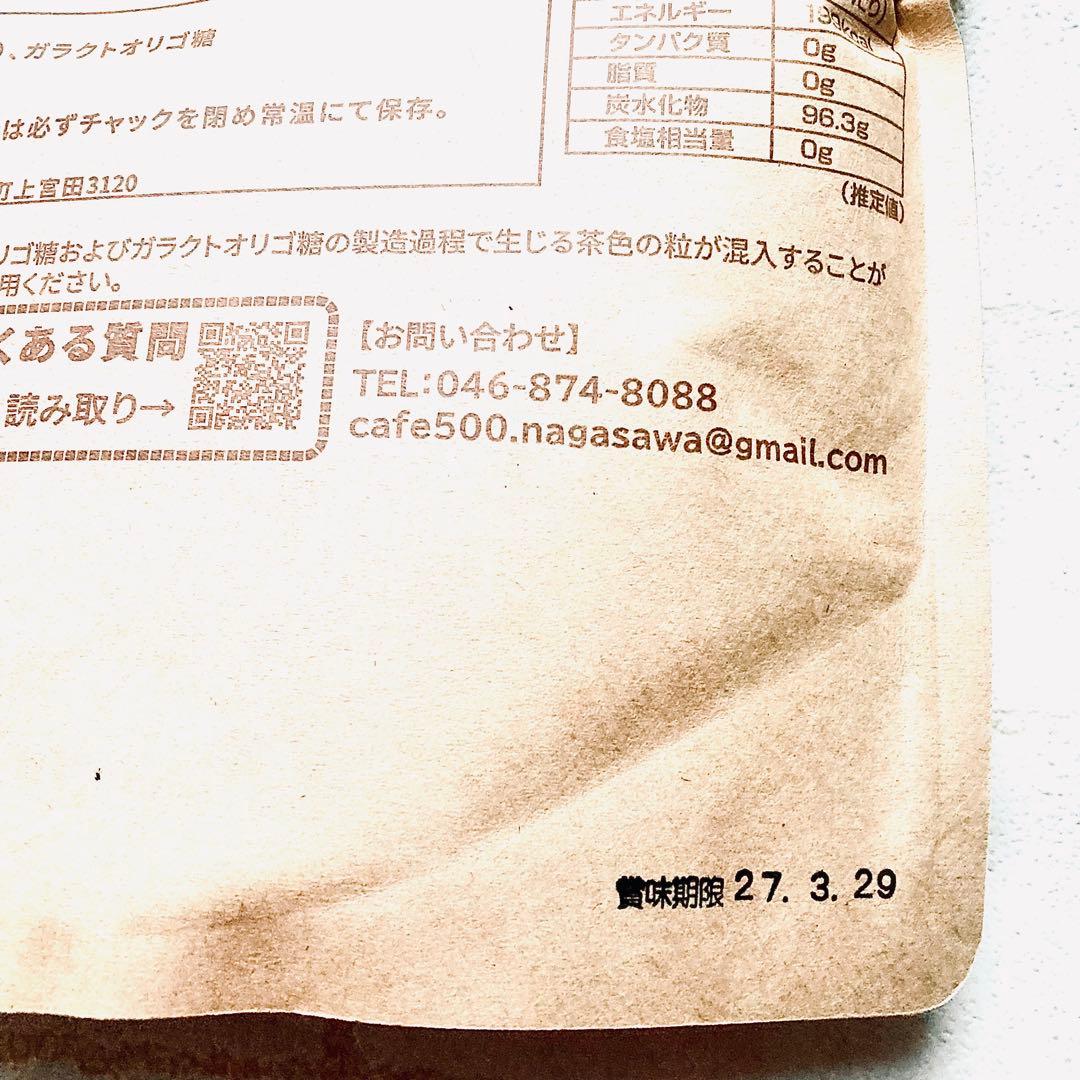 、ガラクトオリゴ糖
は必ずチャックを閉め常温にて保存。
町上宮田3120
エネルギー
タンパク質 0g
脂質 0g
炭水化物 96.3g
食塩相当量 0g
(推定値)
リゴ糖およびガラクトオリゴ糖の製造過程で生じる茶色の粒が混入することが
用ください。
くある質問
読み取り→
【お問い合わせ】
TEL:046-874-8088
cafe500.nagasawa@gmail.com
賞味期限 27. 3. 29